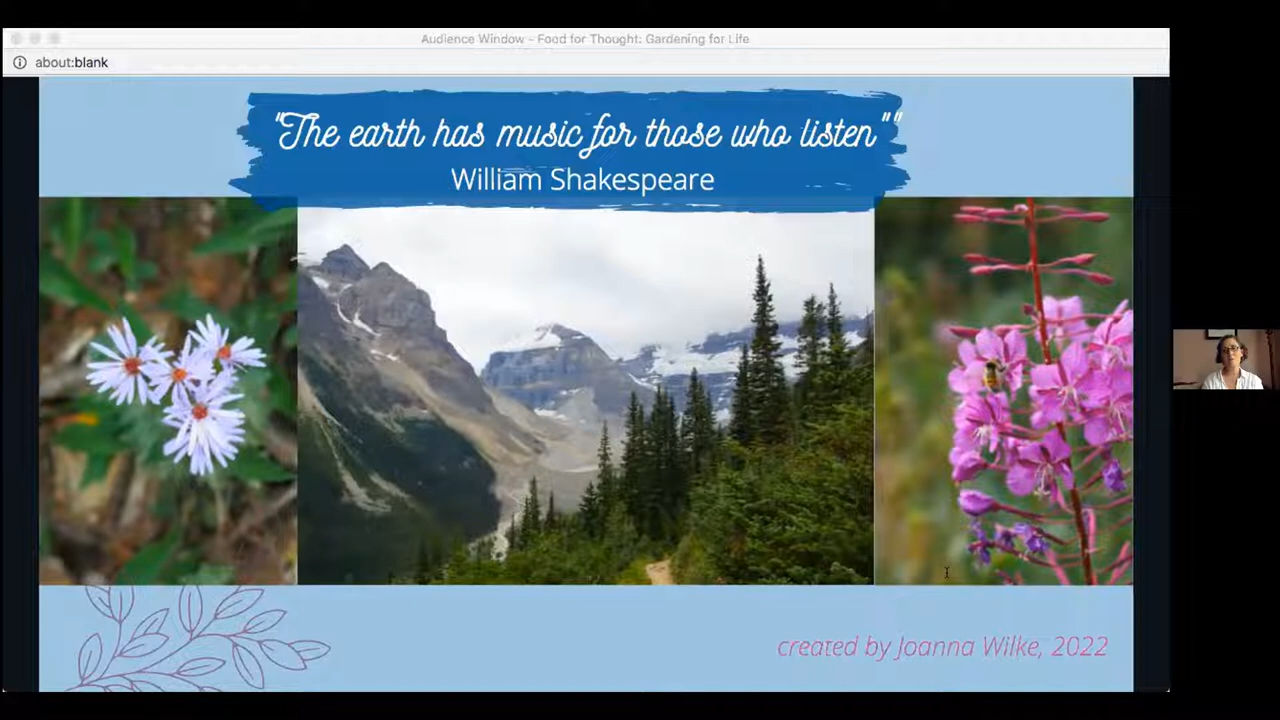 Audience Window - Food for Thought: Gardening for Life
about:blank
"The earth has music for those who listen""
William Shakespeare
created by Joanna Wilke, 2022